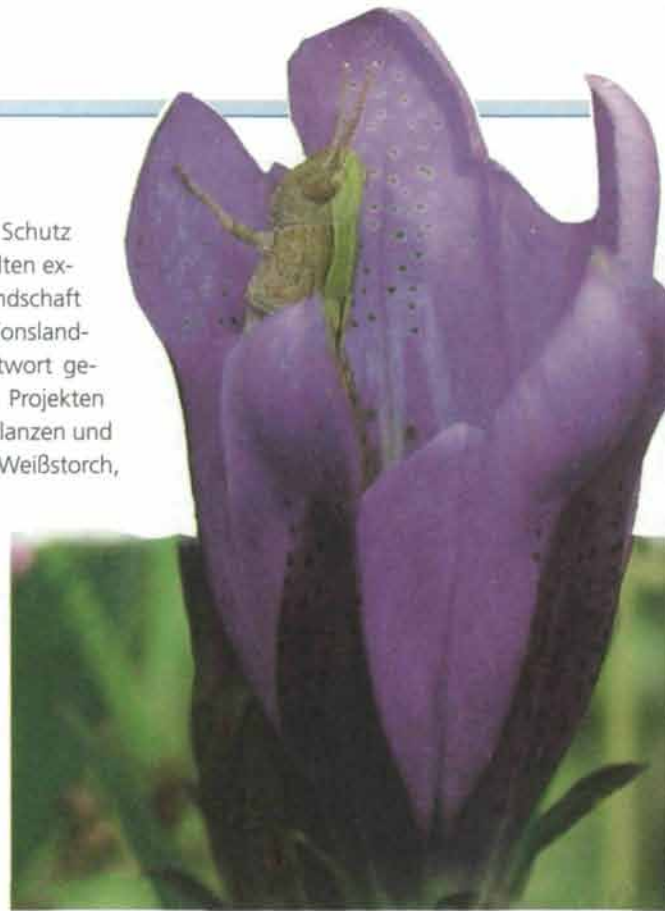 Schutz
lten ex-
ndschaft
onsland-
twort ge-
Projekten
lanzen und
Weißstorch,